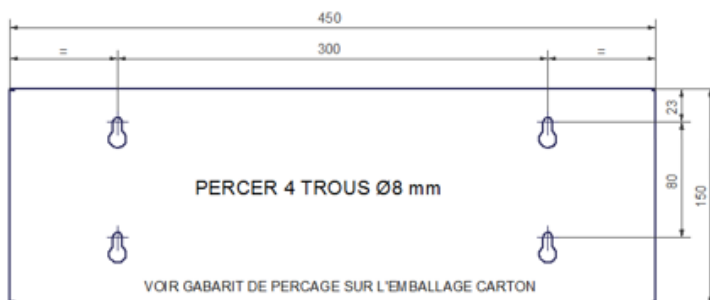 450
= 300 =
23
80
150
PERCER 4 TROUS Ø8 mm
VOIR GABARIT DE PERCAGE SUR L'EMBALLAGE CARTON